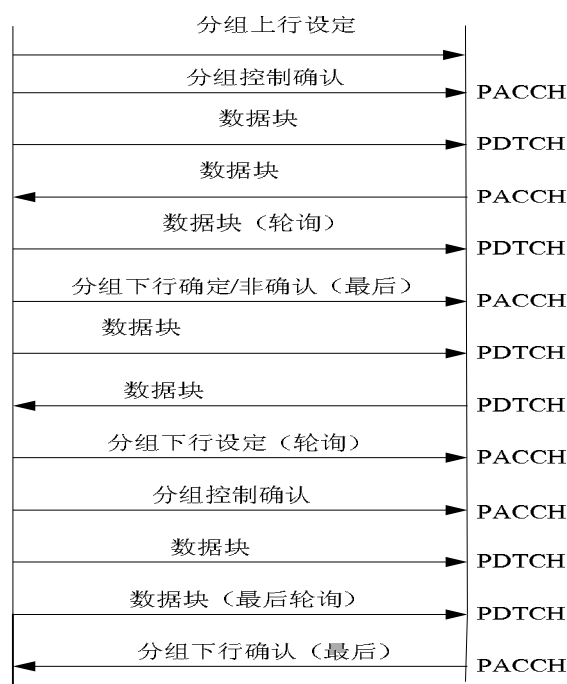 分组上行设定
分组控制确认
PACCH
数据块
PDTCH
数据块
PACCH
数据块（轮询）
PDTCH
分组下行确定/非确认（最后）
PACCH
数据块
PDTCH
数据块
PDTCH
分组下行设定（轮询）
PACCH
分组控制确认
PACCH
数据块
PDTCH
数据块（最后轮询）
PDTCH
分组下行确认（最后）
PACCH